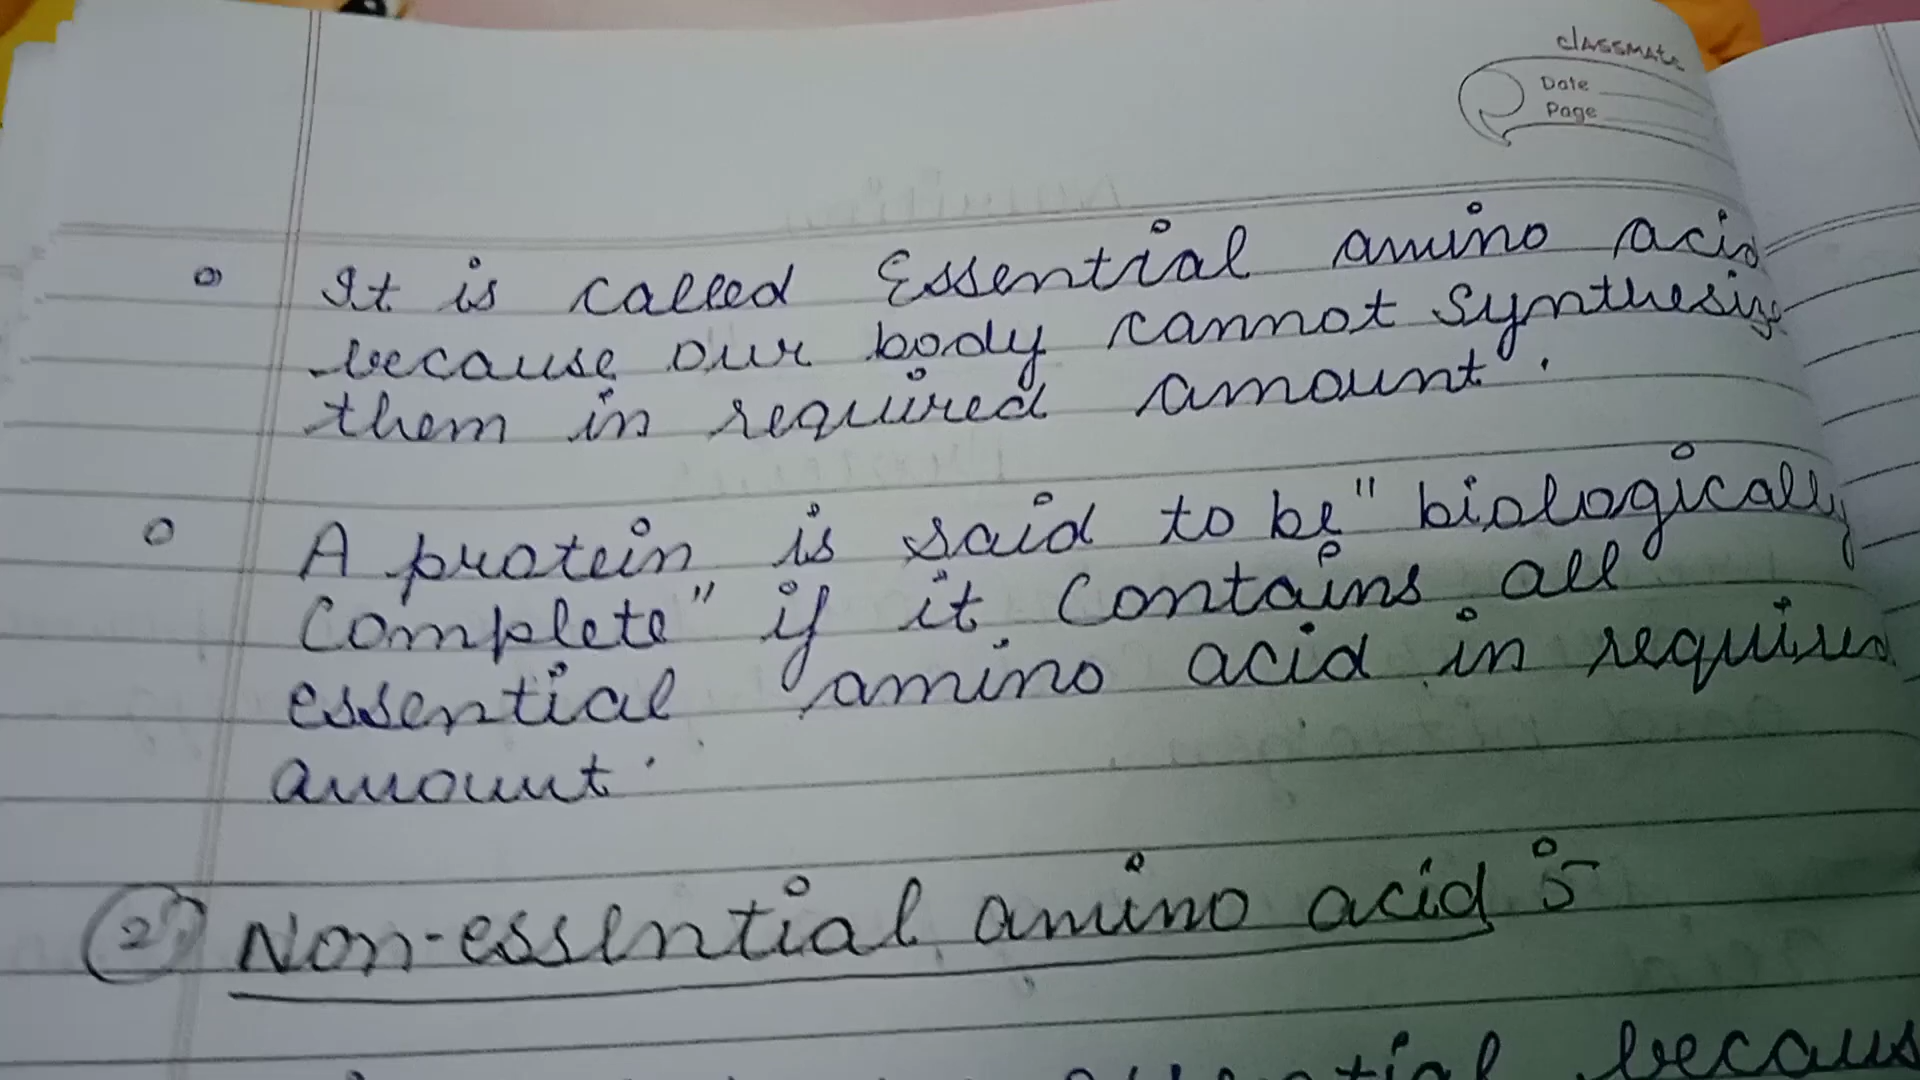 classmate
Date
Page
It is called Essential amino acid
because our body cannot synthesize
them in required amount.
A protein is said to be "biologically
Complete" if it contains all
essential amino acid in required
amount.
2 Non-essential amino acid :-
essential becaus